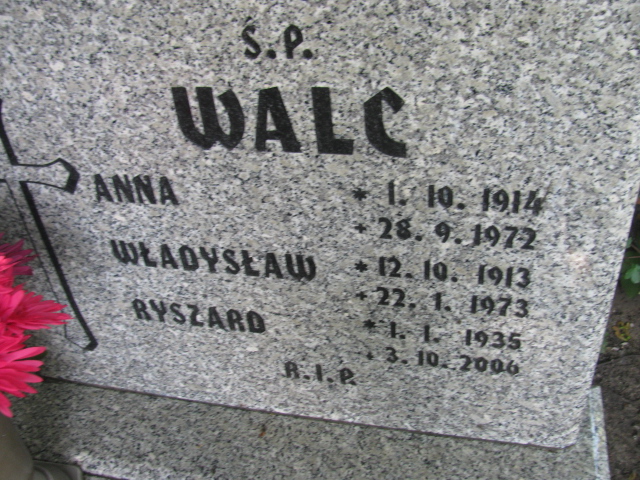 Ś.P.
WALC
ANNA * 1. 10. 1914
+ 28. 9. 1972
WŁADYSŁAW * 12. 10. 1913
+ 22. 1. 1973
RYSZARD * 1. 1. 1935
+ 3. 10. 2006
R.I.P.